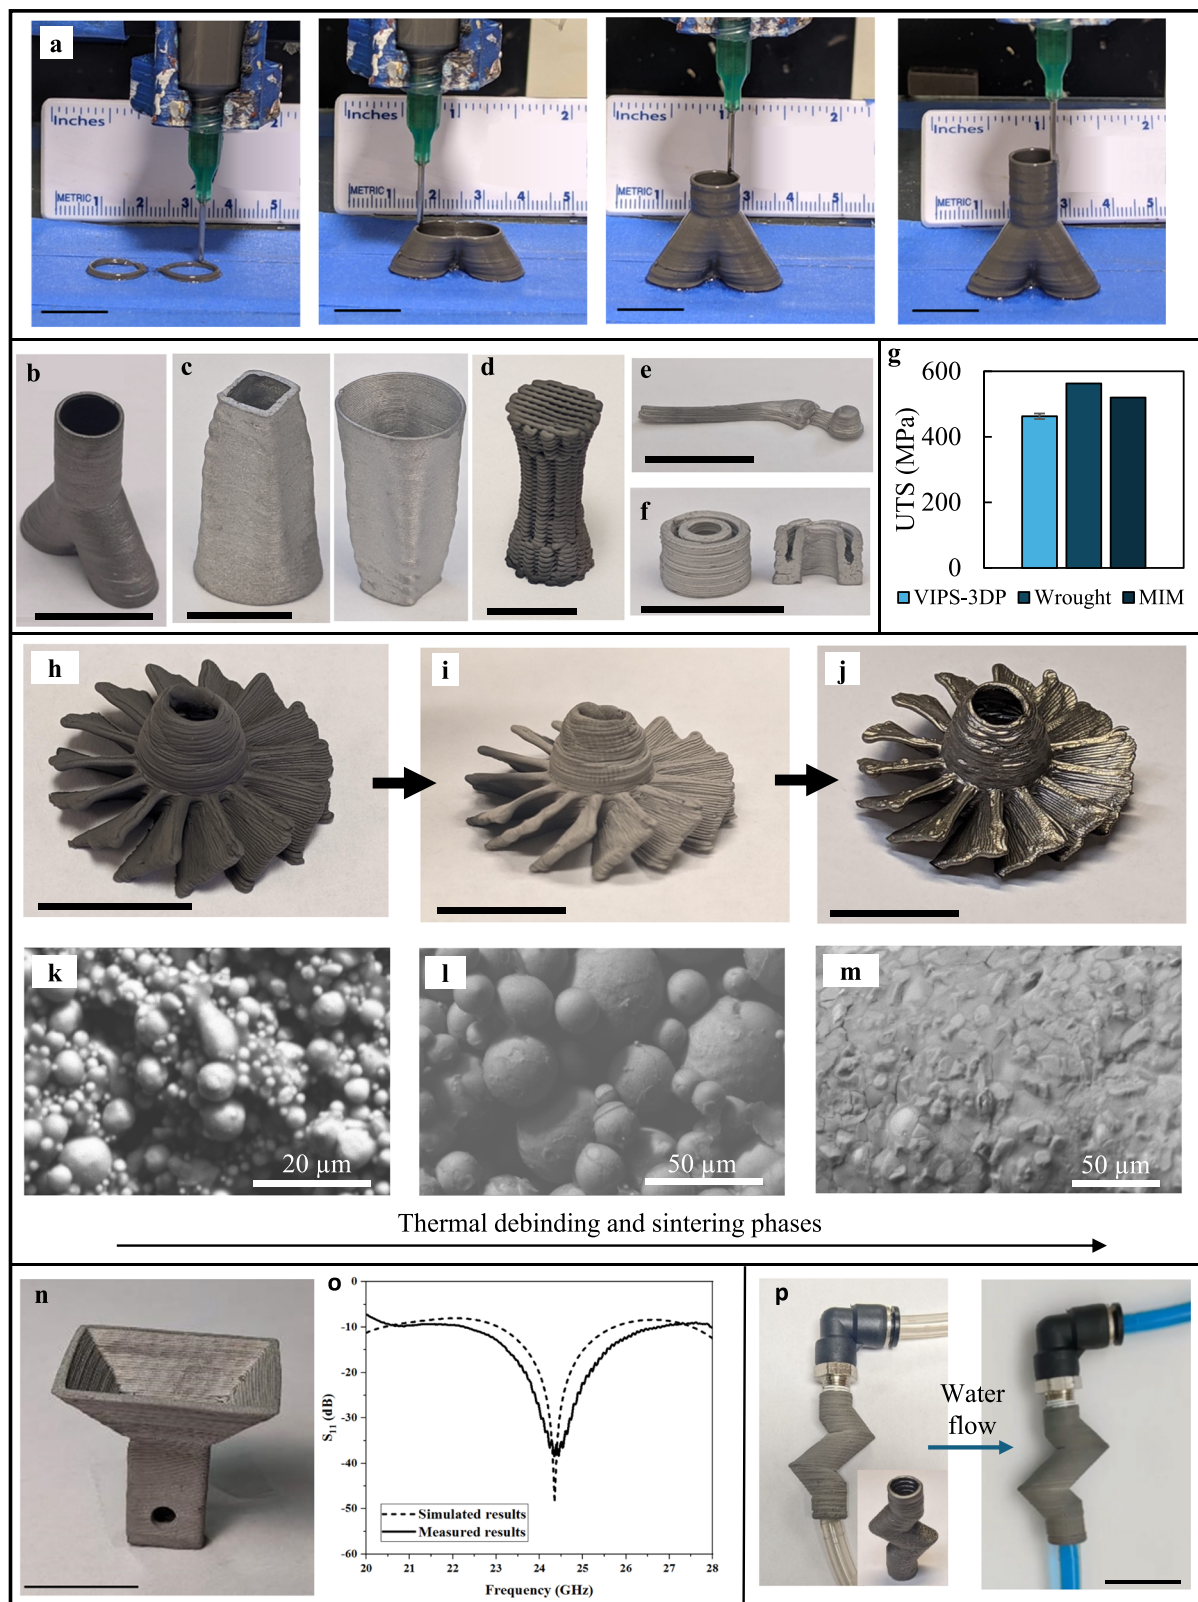 a
Inches 1 2
METRIC 1 2 3 4 5
Inches 1 2
METRIC 1 2 3 4 5
Inches 1 2
METRIC 1 2 3 4 5
Inches 1 2
METRIC 1 3 4 5
b
c
d
e
f
g
600
400
200
0
UTS (MPa)
VIPS-3DP Wrought MIM
h
i
j
k
20 µm
l
50 µm
m
50 µm
Thermal debinding and sintering phases
n
o
0
-10
-20
-30
-40
-50
-60
S11 (dB)
Simulated results
Measured results
20 21 22 23 24 25 26 27 28
Frequency (GHz)
p
Water
flow